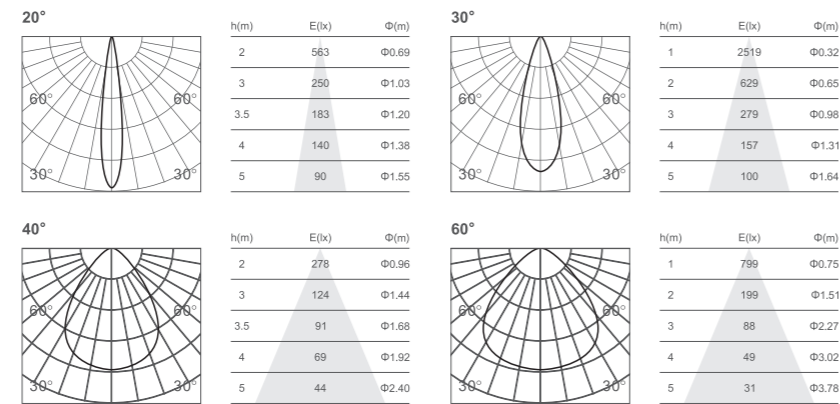 20°
h(m) E(lx) Φ(m)
60° 60°
30° 30°
2 563 Φ0.69
3 250 Φ1.03
3.5 183 Φ1.20
4 140 Φ1.38
5 90 Φ1.55
30°
h(m) E(lx) Φ(m)
60° 60°
30° 30°
1 2519 Φ0.32
2 629 Φ0.65
3 279 Φ0.98
4 157 Φ1.31
5 100 Φ1.64
40°
h(m) E(lx) Φ(m)
60° 60°
30° 30°
2 278 Φ0.96
3 124 Φ1.44
3.5 91 Φ1.68
4 69 Φ1.92
5 44 Φ2.40
60°
h(m) E(lx) Φ(m)
60° 60°
30° 30°
1 799 Φ0.75
2 199 Φ1.51
3 88 Φ2.27
4 49 Φ3.02
5 31 Φ3.78